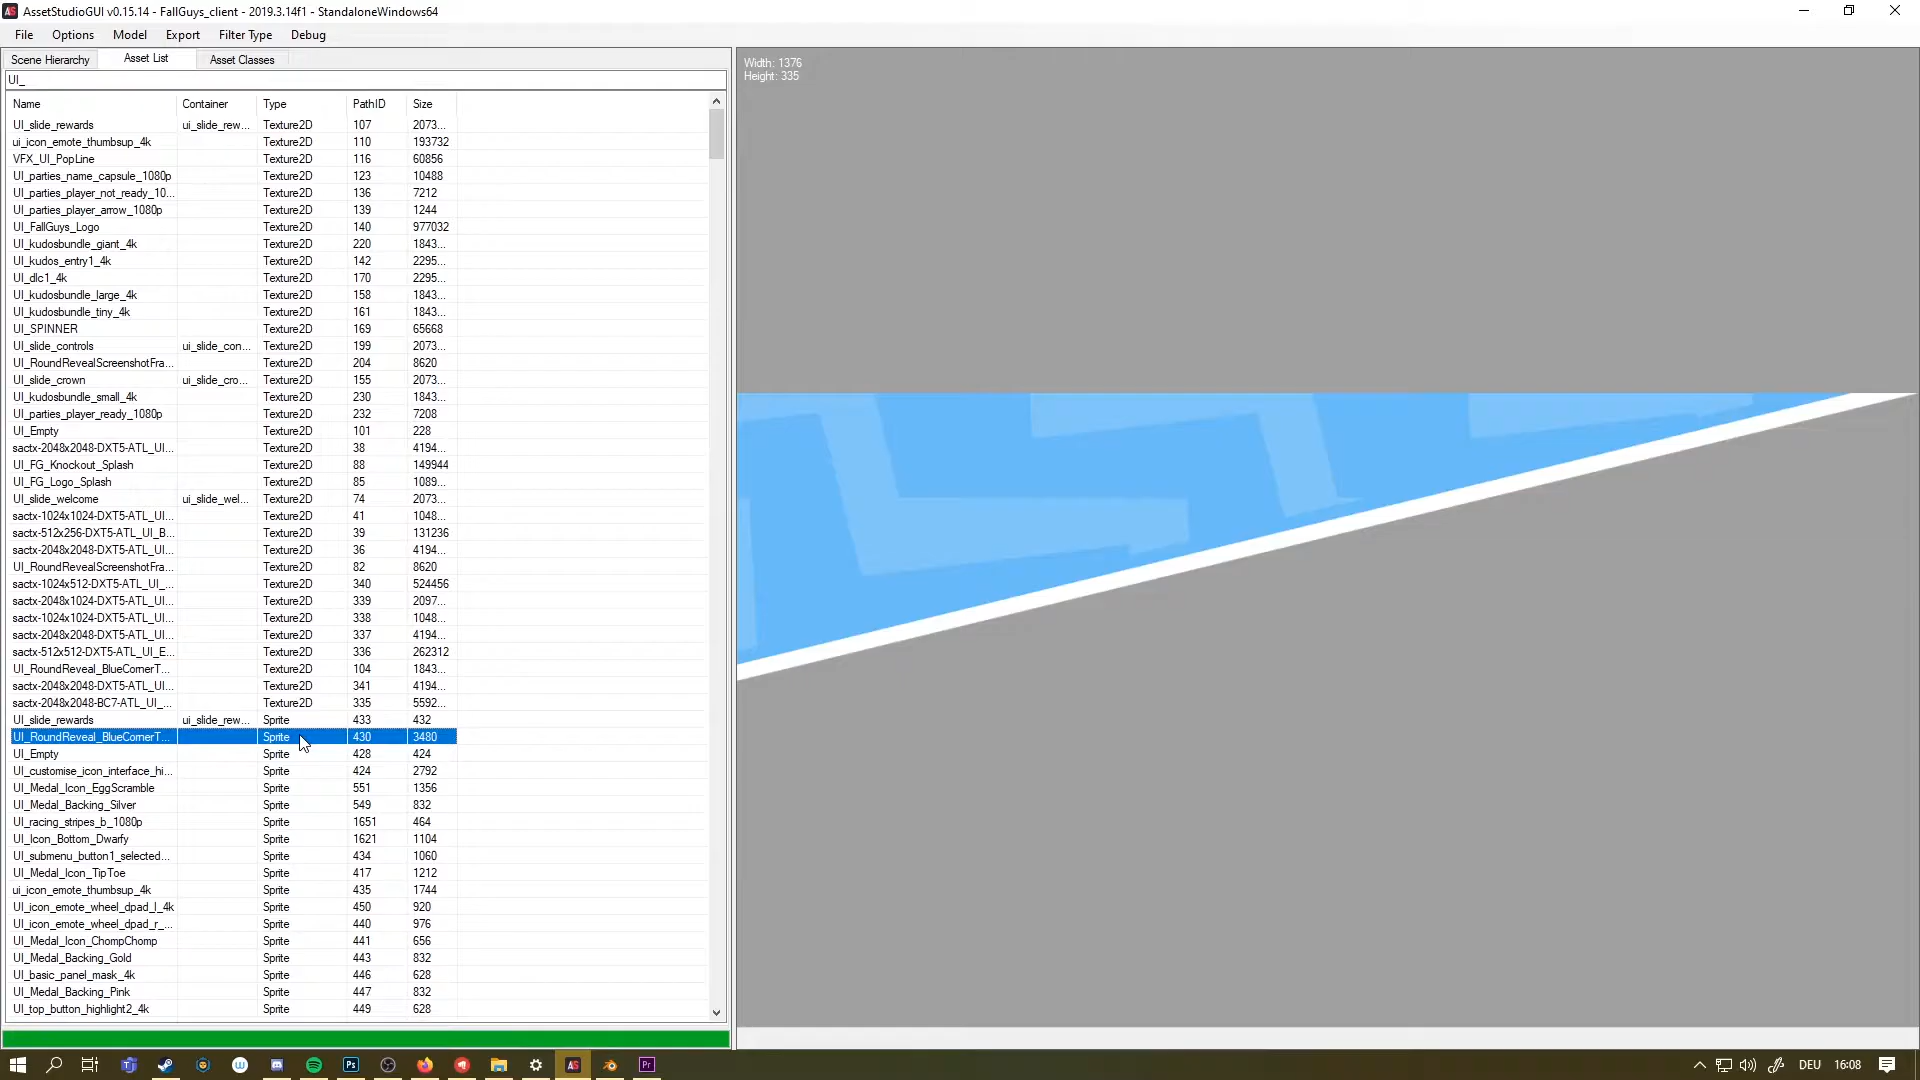 AssetStudioGUI v0.15.14 - FallGuys_client - 2019.3.14f1 - StandaloneWindows64
File Options Model Export Filter Type Debug
Scene Hierarchy Asset List Asset Classes
UI_
Name Container Type PathID Size
UI_slide_rewards ui_slide_rew... Texture2D 107 2073...
ui_icon_emote_thumbsup_4k Texture2D 110 193732
VFX_UI_PopLine Texture2D 116 60856
UI_parties_name_capsule_1080p Texture2D 123 10488
UI_parties_player_not_ready_10... Texture2D 136 7212
UI_parties_player_arrow_1080p Texture2D 139 1244
UI_FallGuys_Logo Texture2D 140 977032
UI_kudosbundle_giant_4k Texture2D 220 1843...
UI_kudos_entry1_4k Texture2D 142 2295...
UI_dlc1_4k Texture2D 170 2295...
UI_kudosbundle_large_4k Texture2D 158 1843...
UI_kudosbundle_tiny_4k Texture2D 161 1843...
UI_SPINNER Texture2D 169 65668
UI_slide_controls ui_slide_con... Texture2D 199 2073...
UI_RoundRevealScreenshotFra... Texture2D 204 8620
UI_slide_crown ui_slide_cro... Texture2D 155 2073...
UI_kudosbundle_small_4k Texture2D 230 1843...
UI_parties_player_ready_1080p Texture2D 232 7208
UI_Empty Texture2D 101 228
sactx-2048x2048-DXT5-ATL_UI... Texture2D 38 4194...
UI_FG_Knockout_Splash Texture2D 88 149944
UI_FG_Logo_Splash Texture2D 85 1089...
UI_slide_welcome ui_slide_wel... Texture2D 74 2073...
sactx-1024x1024-DXT5-ATL_UI... Texture2D 41 1048...
sactx-512x256-DXT5-ATL_UI_B... Texture2D 39 131236
sactx-2048x2048-DXT5-ATL_UI... Texture2D 36 4194...
UI_RoundRevealScreenshotFra... Texture2D 82 8620
sactx-1024x512-DXT5-ATL_UI_... Texture2D 340 524456
sactx-2048x1024-DXT5-ATL_UI... Texture2D 339 2097...
sactx-1024x1024-DXT5-ATL_UI... Texture2D 338 1048...
sactx-2048x2048-DXT5-ATL_UI... Texture2D 337 4194...
sactx-512x512-DXT5-ATL_UI_E... Texture2D 336 262312
UI_RoundReveal_BlueCornerT... Texture2D 104 1843...
sactx-2048x2048-DXT5-ATL_UI... Texture2D 341 4194...
sactx-2048x2048-BC7-ATL_UI_... Texture2D 335 5592...
UI_slide_rewards ui_slide_rew... Sprite 433 432
UI_RoundReveal_BlueCornerT... Sprite 430 3480
UI_Empty Sprite 428 424
UI_customise_icon_interface_hi... Sprite 424 2792
UI_Medal_Icon_EggScramble Sprite 551 1356
UI_Medal_Backing_Silver Sprite 549 832
UI_racing_stripes_b_1080p Sprite 1651 464
UI_Icon_Bottom_Dwarfy Sprite 1621 1104
UI_submenu_button1_selected... Sprite 434 1060
UI_Medal_Icon_TipToe Sprite 417 1212
ui_icon_emote_thumbsup_4k Sprite 435 1744
UI_icon_emote_wheel_dpad_l_4k Sprite 450 920
UI_icon_emote_wheel_dpad_r_... Sprite 440 976
UI_Medal_Icon_ChompChomp Sprite 441 656
UI_Medal_Backing_Gold Sprite 443 832
UI_basic_panel_mask_4k Sprite 446 628
UI_Medal_Backing_Pink Sprite 447 832
UI_top_button_highlight2_4k Sprite 449 628
Width: 1376
Height: 335
DEU 16:08